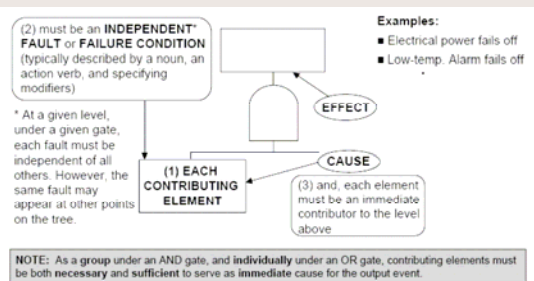 (2) must be an INDEPENDENT*
FAULT or FAILURE CONDITION
(typically described by a noun, an
action verb, and specifying
modifiers)
Examples:
■ Electrical power fails off
■ Low-temp. Alarm fails off
EFFECT
* At a given level,
under a given gate,
each fault must be
independent of all
others. However, the
same fault may
appear at other points
on the tree.
(1) EACH
CONTRIBUTING
ELEMENT
CAUSE
(3) and, each element
must be an immediate
contributor to the level
above
NOTE: As a group under an AND gate, and individually under an OR gate, contributing elements must
be both necessary and sufficient to serve as immediate cause for the output event.